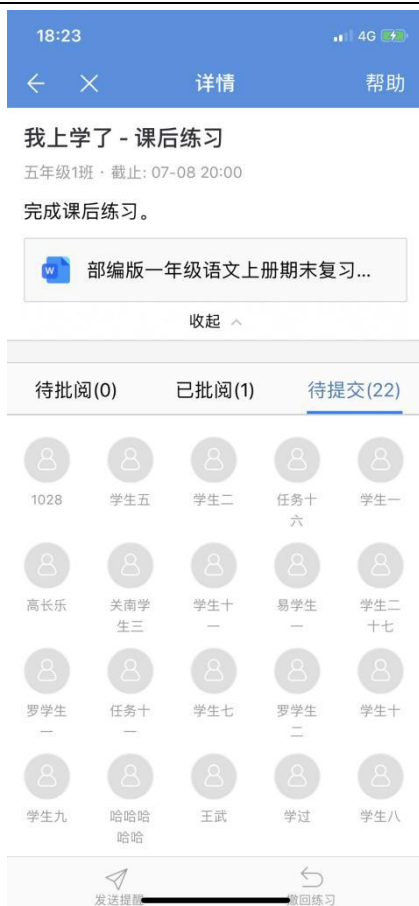 18:23
4G
详情
帮助
我上学了 - 课后练习
五年级1班 · 截止: 07-08 20:00
完成课后练习。
W 部编版一年级语文上册期末复习...
收起
待批阅(0) 已批阅(1) 待提交(22)
1028 学生五 学生二 任务十 学生一
六
高长乐 关南学 学生十 易学生 学生二
生三 一 一 十七
罗学生 任务十 学生七 罗学生 学生十
一 一 二
学生九 哈哈哈 王武 学过 学生八
哈哈
发送提醒 撤回练习